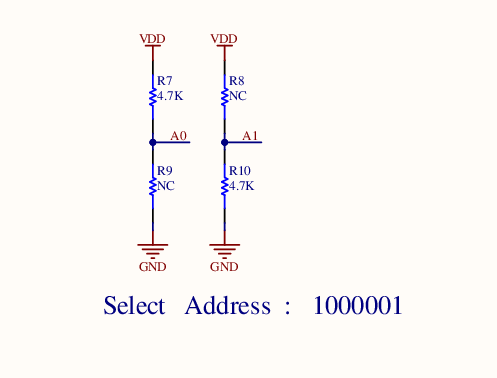 VDD VDD
R7 R8
4.7K NC
A0 A1
R9 R10
NC 4.7K
GND GND
Select Address : 1000001